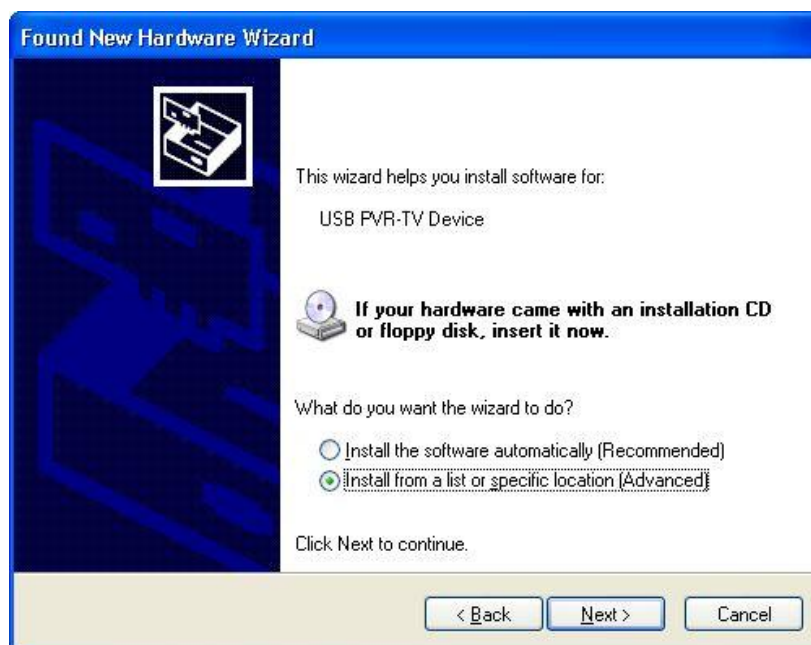 Found New Hardware Wizard
This wizard helps you install software for:
USB PVR-TV Device
If your hardware came with an installation CD
or floppy disk, insert it now.
What do you want the wizard to do?
Install the software automatically (Recommended)
Install from a list or specific location (Advanced)
Click Next to continue.
< Back Next > Cancel